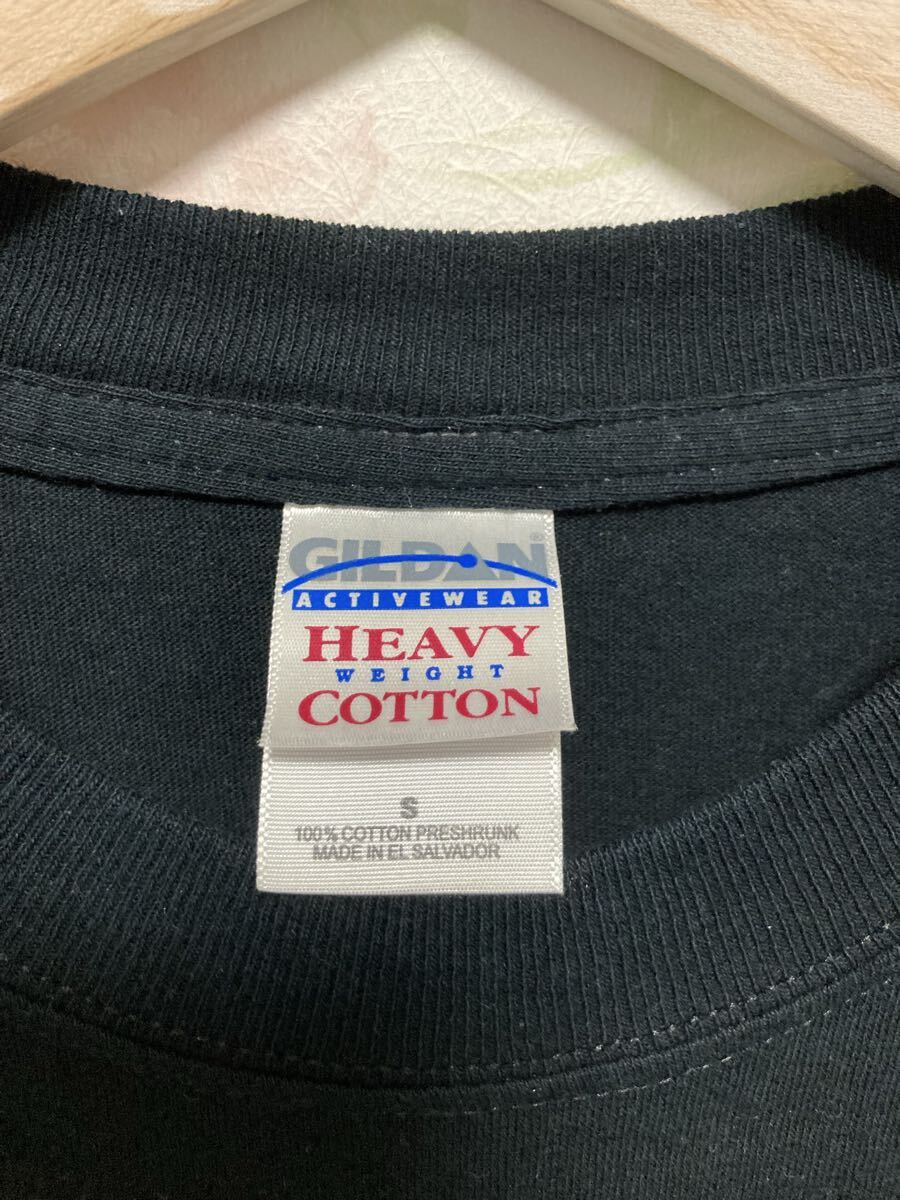 GILDAN®
ACTIVEWEAR
HEAVY
WEIGHT
COTTON
S
100% COTTON PRESHRUNK
MADE IN EL SALVADOR